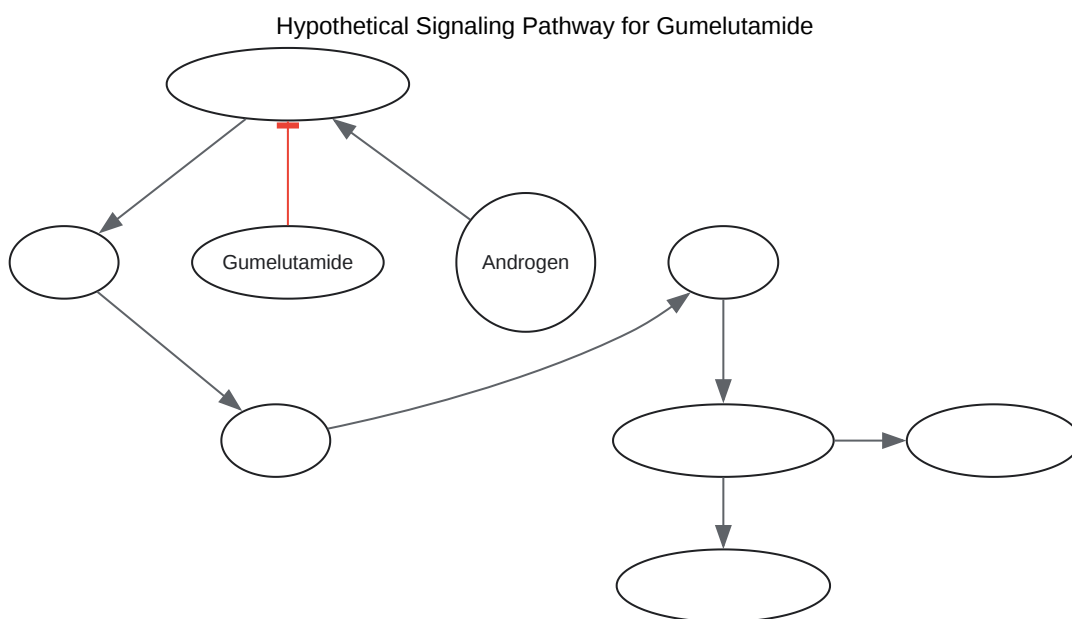 Hypothetical Signaling Pathway for Gumelutamide
Gumelutamide
Androgen